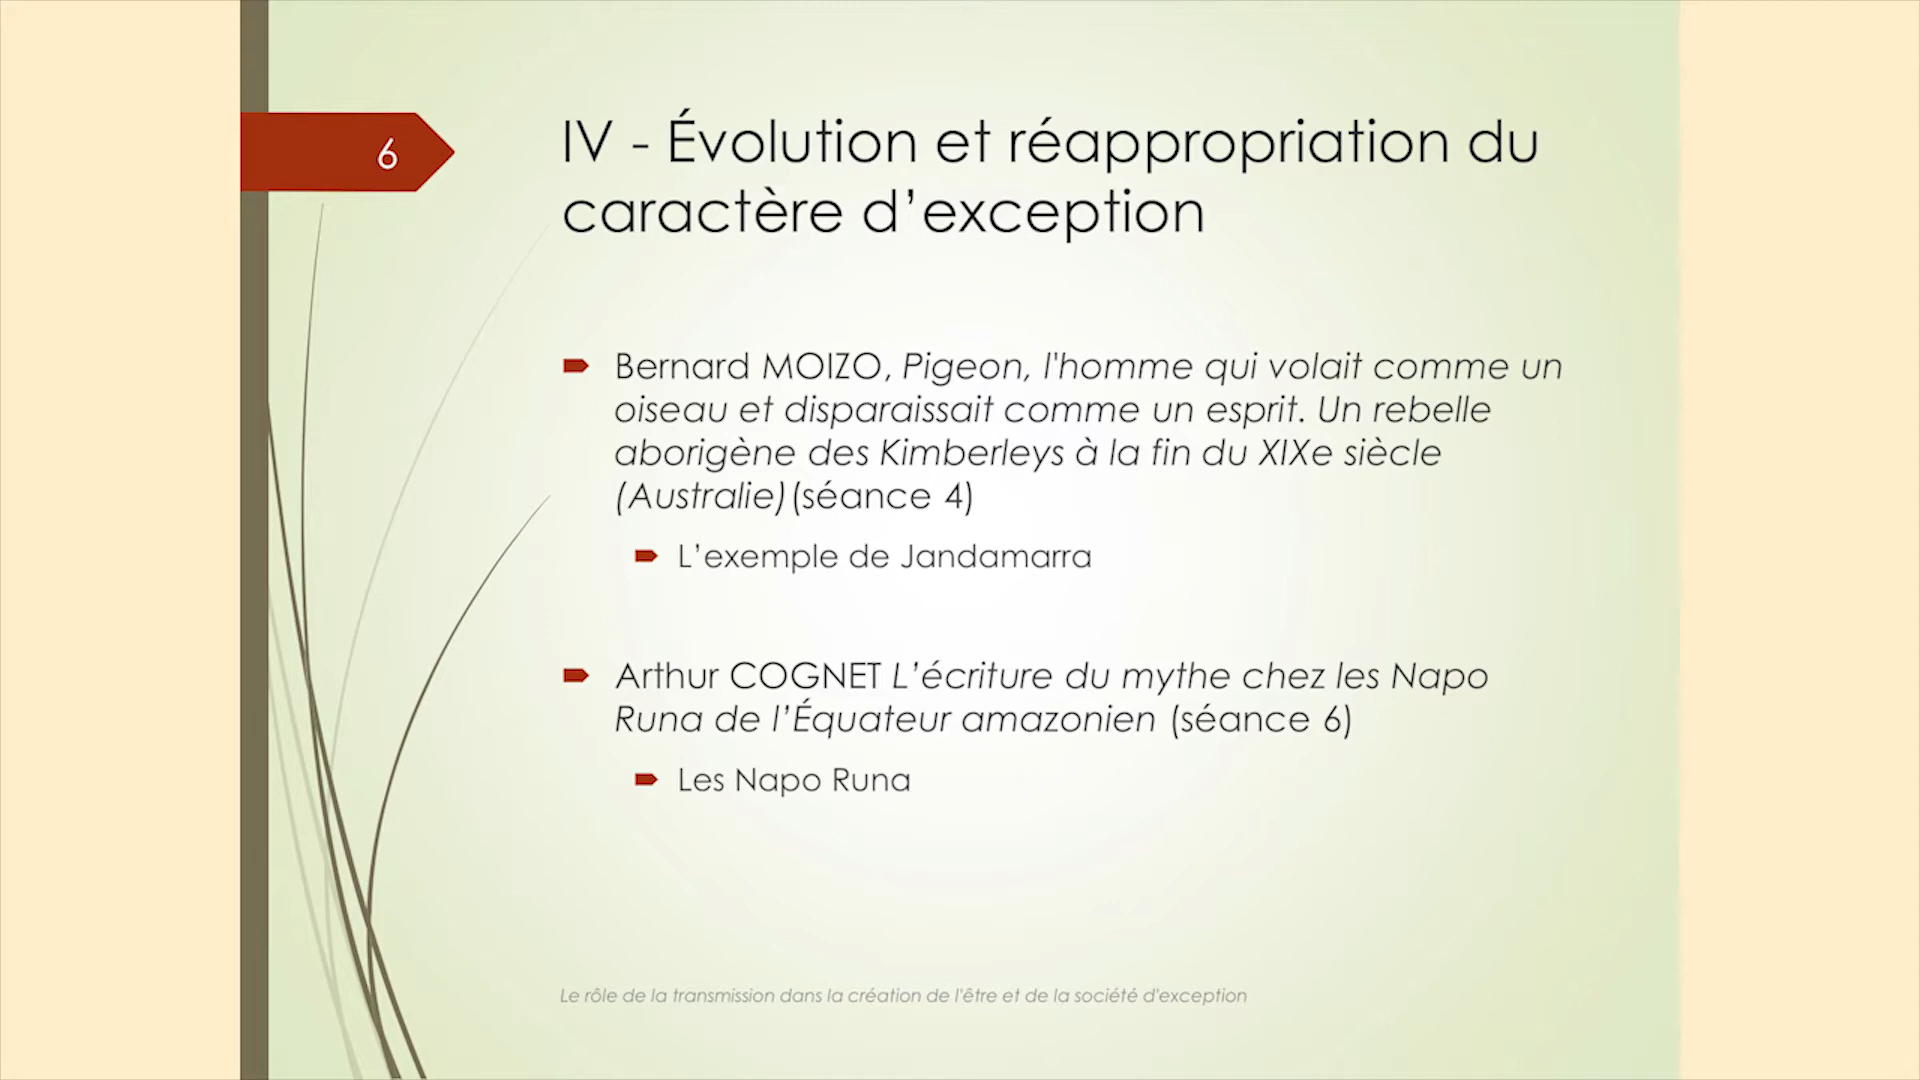 6
IV - Évolution et réappropriation du
caractère d’exception
Bernard MOIZO, Pigeon, l'homme qui volait comme un
oiseau et disparaissait comme un esprit. Un rebelle
aborigène des Kimberleys à la fin du XIXe siècle
(Australie) (séance 4)
L’exemple de Jandamarra
Arthur COGNET L’écriture du mythe chez les Napo
Runa de l’Équateur amazonien (séance 6)
Les Napo Runa
Le rôle de la transmission dans la création de l'être et de la société d'exception